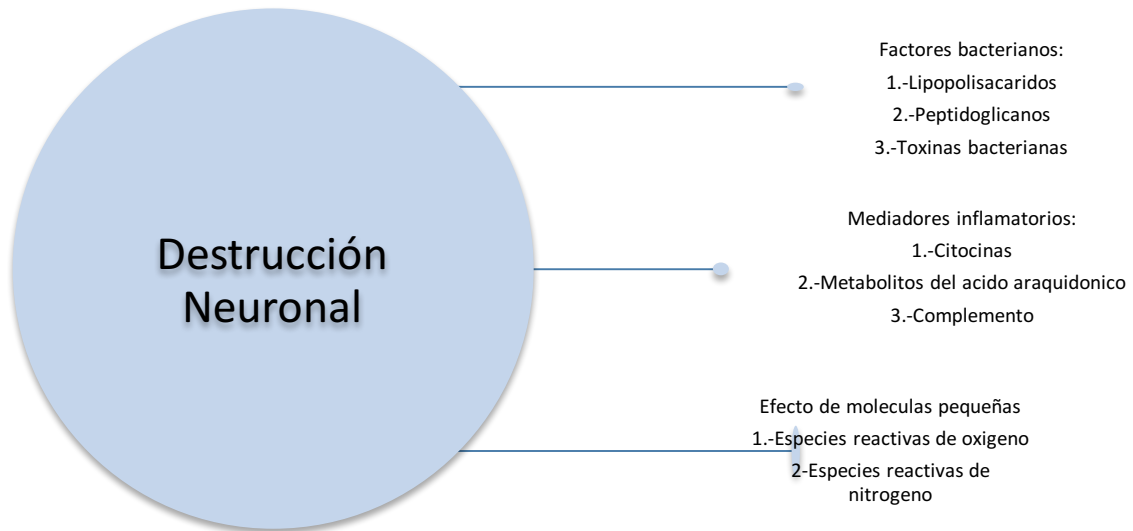 Destrucción
Neuronal
Factores bacterianos:
1.-Lipopolisacaridos
2.-Peptidoglicanos
3.-Toxinas bacterianas
Mediadores inflamatorios:
1.-Citocinas
2.-Metabolitos del acido araquidonico
3.-Complemento
Efecto de moleculas pequeñas
1.-Especies reactivas de oxigeno
2-Especies reactivas de
nitrogeno